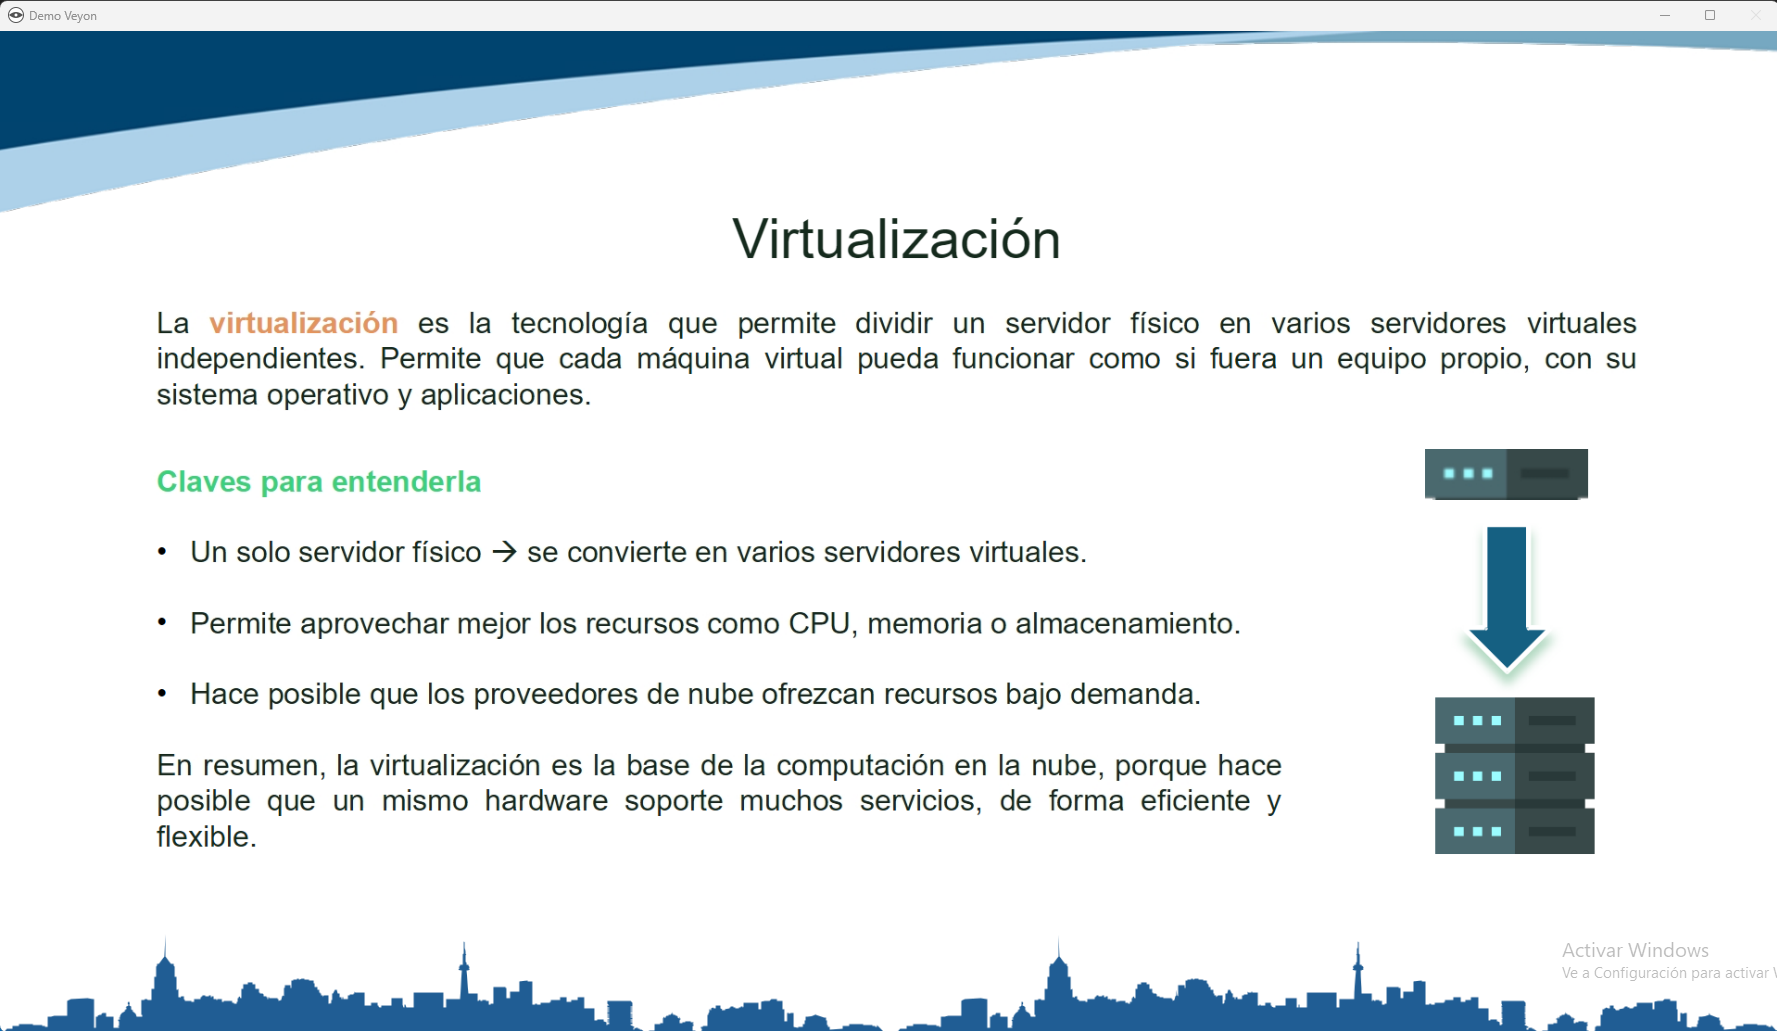 Demo Veyon
Virtualización
La virtualización es la tecnología que permite dividir un servidor físico en varios servidores virtuales
independientes. Permite que cada máquina virtual pueda funcionar como si fuera un equipo propio, con su
sistema operativo y aplicaciones.
Claves para entenderla
• Un solo servidor físico → se convierte en varios servidores virtuales.
• Permite aprovechar mejor los recursos como CPU, memoria o almacenamiento.
• Hace posible que los proveedores de nube ofrezcan recursos bajo demanda.
En resumen, la virtualización es la base de la computación en la nube, porque hace
posible que un mismo hardware soporte muchos servicios, de forma eficiente y
flexible.
Activar Windows
Ve a Configuración para activar